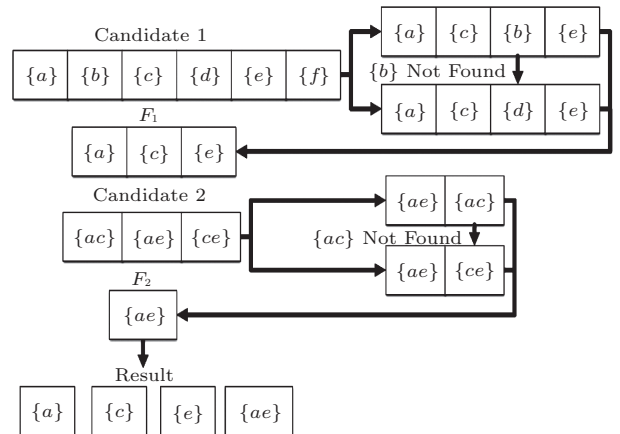 Candidate 1
{a} {b} {c} {d} {e} {f}
{a} {c} {b} {e}
{b} Not Found
{a} {c} {d} {e}
F₁
{a} {c} {e}
Candidate 2
{ac} {ae} {ce}
{ae} {ac}
{ac} Not Found
{ae} {ce}
F₂
{ae}
Result
{a} {c} {e} {ae}